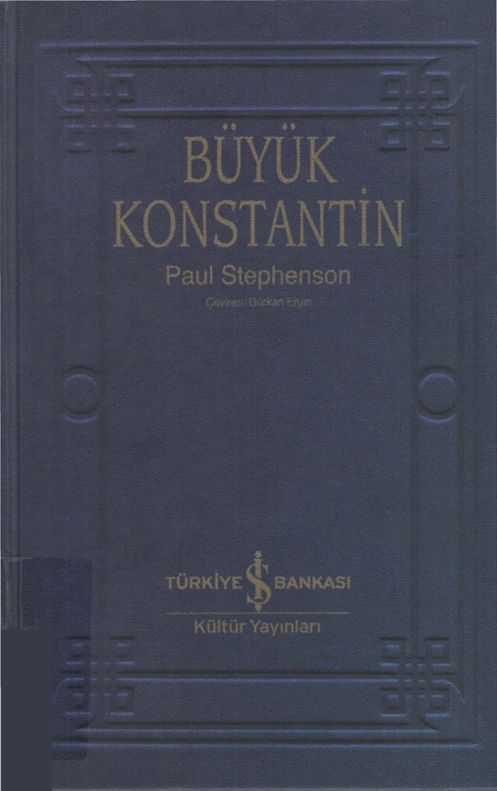 BÜYÜK
KONSTANTİN
Paul Stephenson
Çeviren: Gürkan Ergin
TÜRKİYE İŞ BANKASI
Kültür Yayınları